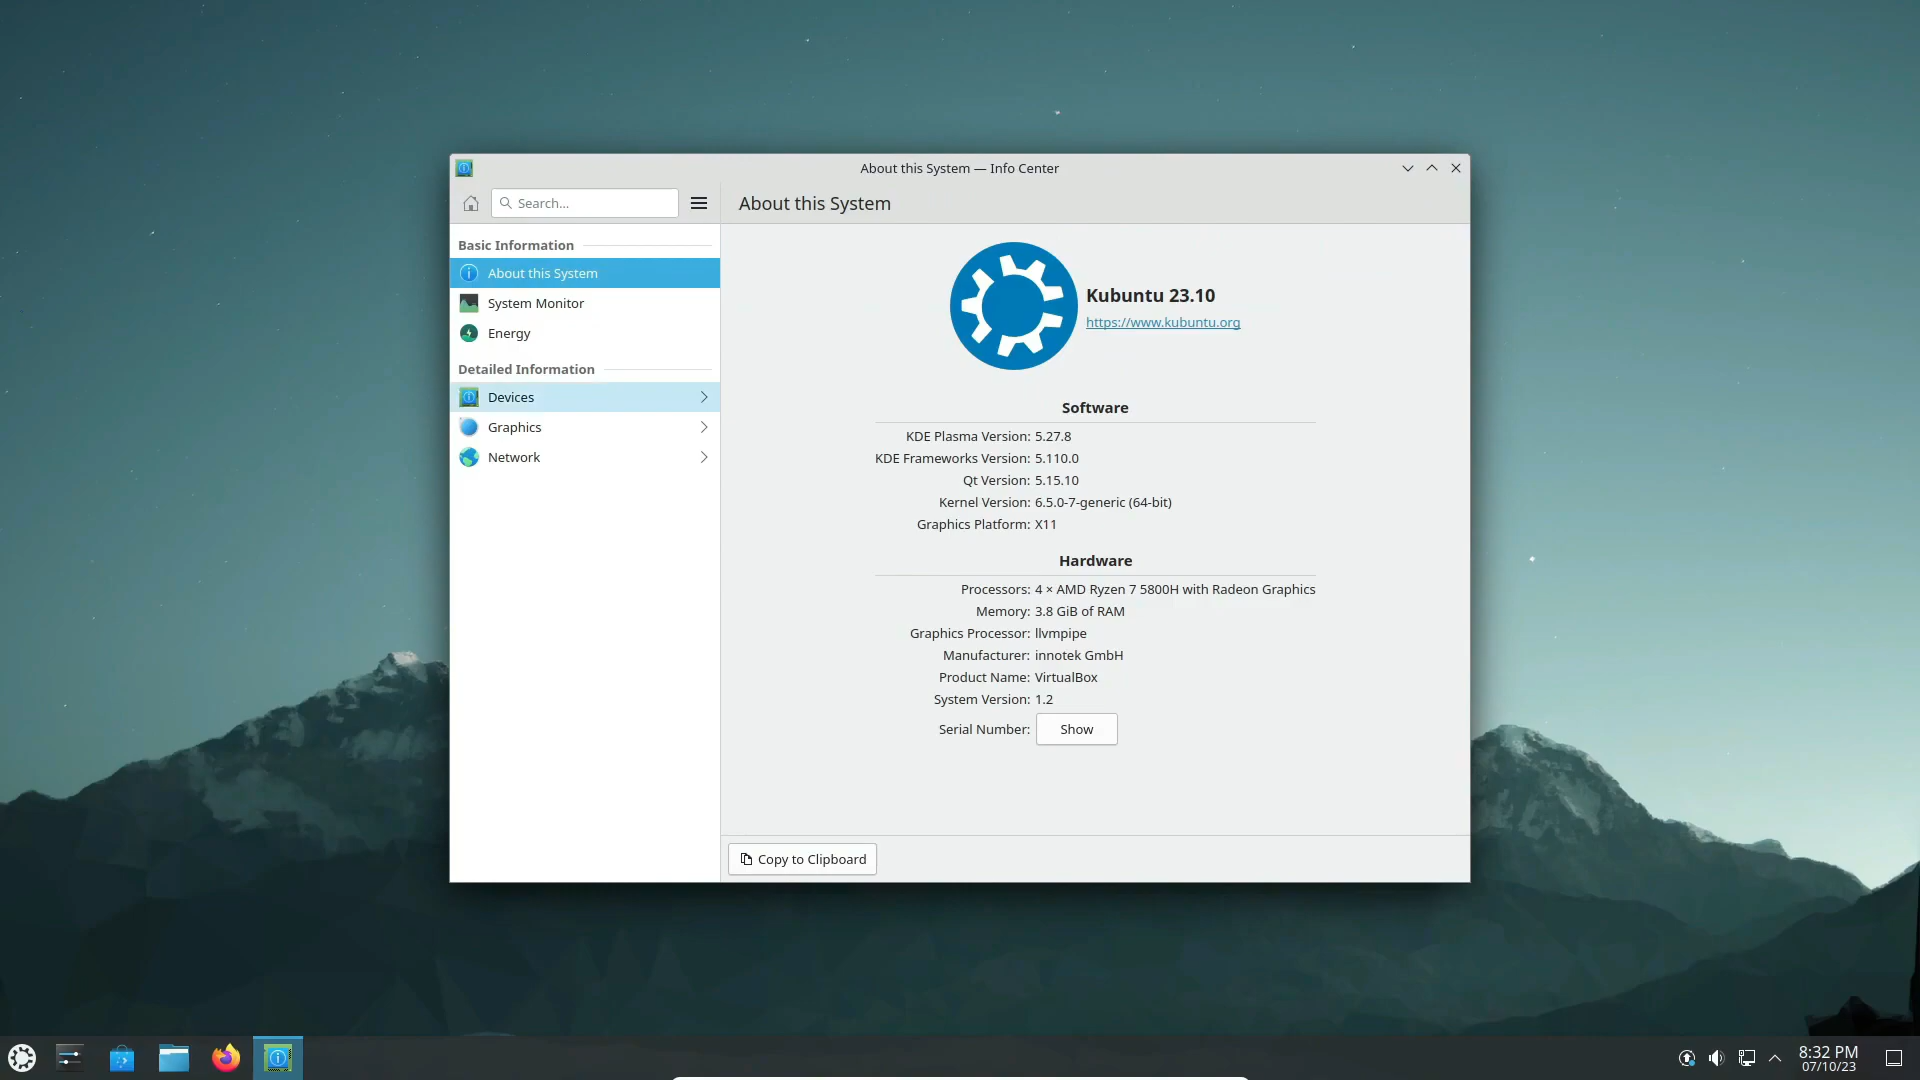 About this System — Info Center
Search...
About this System
Basic Information
About this System
System Monitor
Energy
Detailed Information
Devices
Graphics
Network
Kubuntu 23.10
https://www.kubuntu.org
Software
KDE Plasma Version: 5.27.8
KDE Frameworks Version: 5.110.0
Qt Version: 5.15.10
Kernel Version: 6.5.0-7-generic (64-bit)
Graphics Platform: X11
Hardware
Processors: 4 × AMD Ryzen 7 5800H with Radeon Graphics
Memory: 3.8 GiB of RAM
Graphics Processor: llvmpipe
Manufacturer: innotek GmbH
Product Name: VirtualBox
System Version: 1.2
Serial Number: Show
Copy to Clipboard
8:32 PM
07/10/23